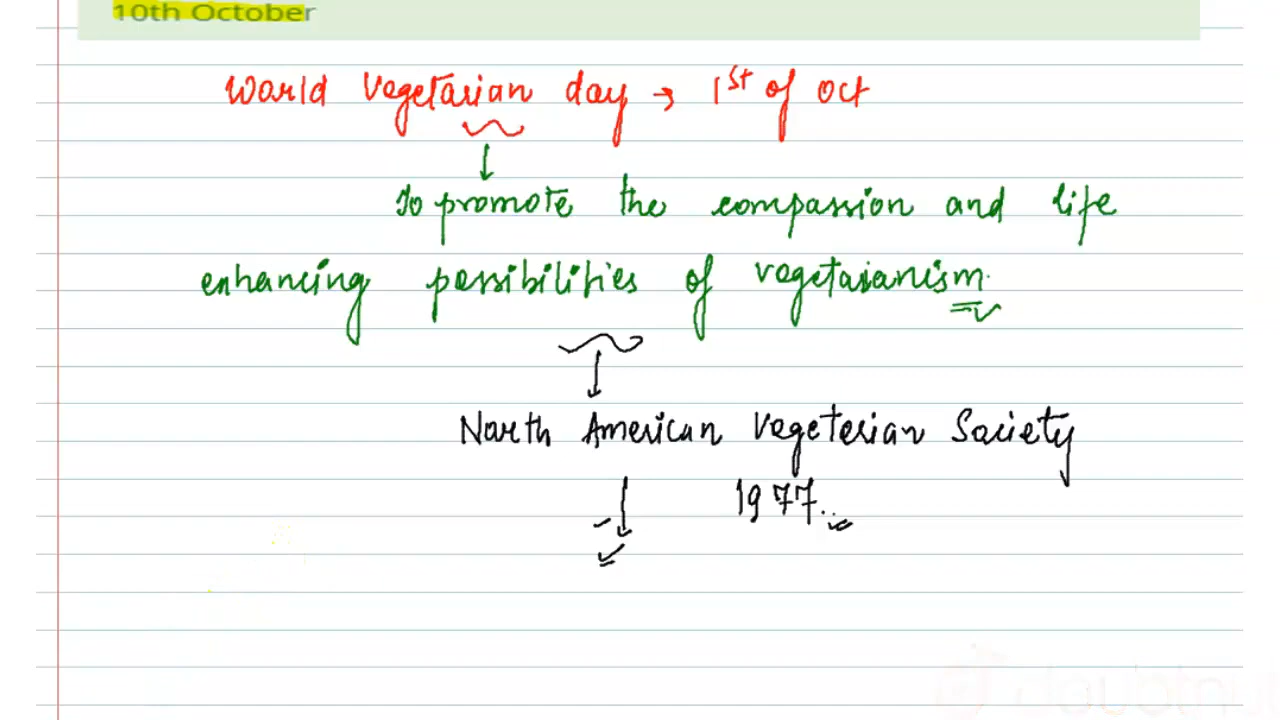 10th October
World Vegetarian day → 1st of oct
To promote the compassion and life
enhancing possibilities of vegetarianism.
North American Vegeterian Society
1977..
doubtnut